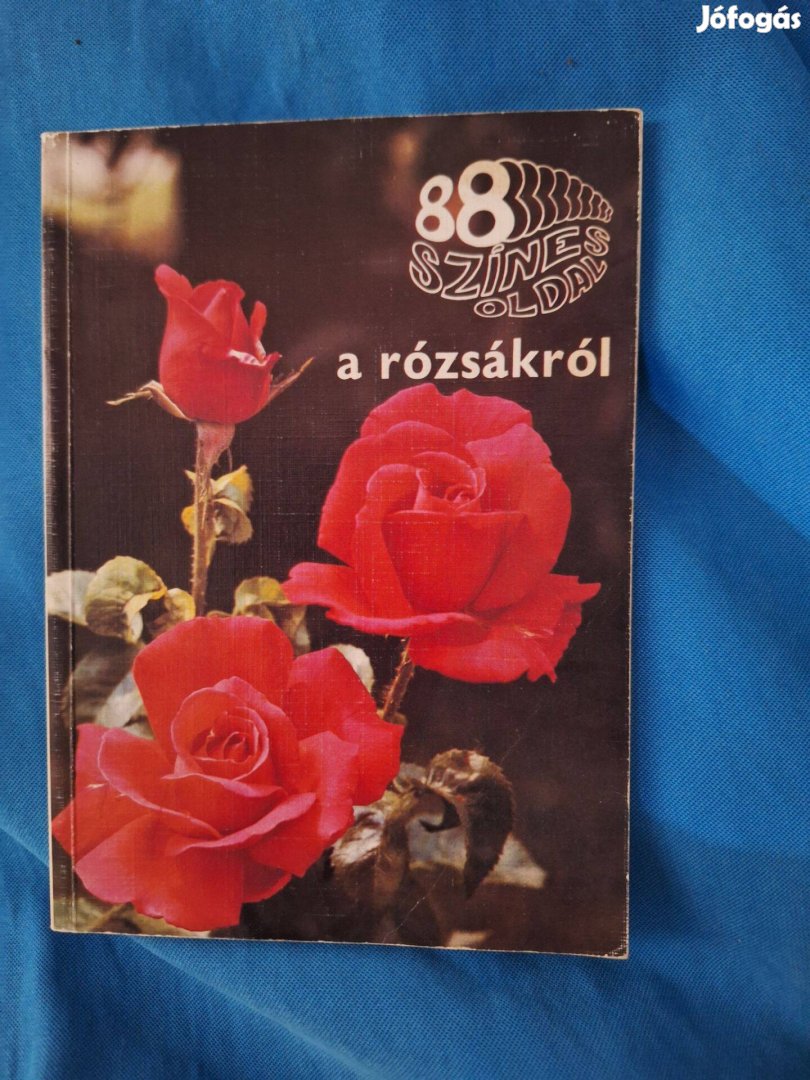 Jófogás
88
SZÍNES
OLDAL
a rózsákról